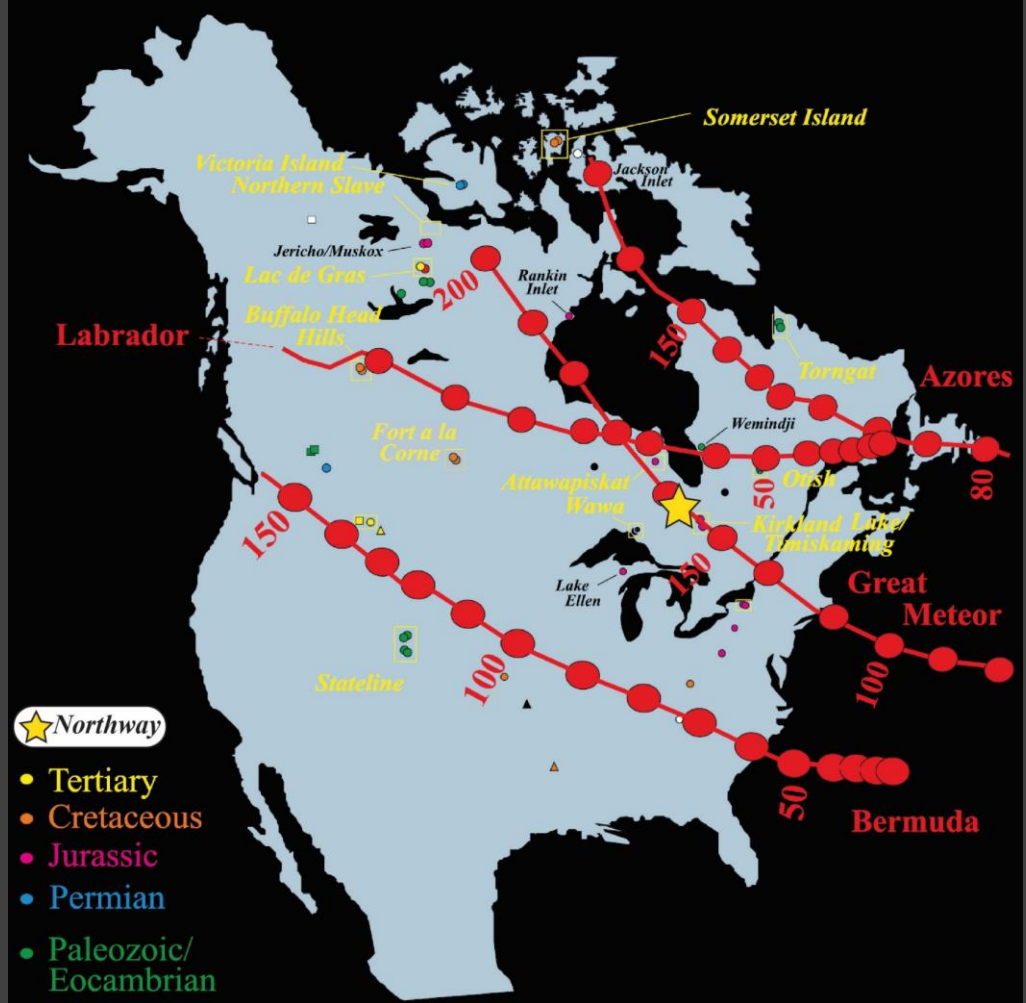 Somerset Island
Victoria Island
Northern Slave
Jackson
Inlet
Jericho/Muskox
Lac de Gras
200
Rankin
Inlet
Buffalo Head
Hills
Labrador
150
Torngat
Azores
Fort a la
Corne
Wemindji
Attawapiskat
50
Otish
80
Wawa
Kirkland Lake/
Timiskaming
150
150
Lake
Ellen
Great
Meteor
100
Stateline
100
Northway
Tertiary
Cretaceous
Jurassic
Permian
Paleozoic/
Eocambrian
50
Bermuda